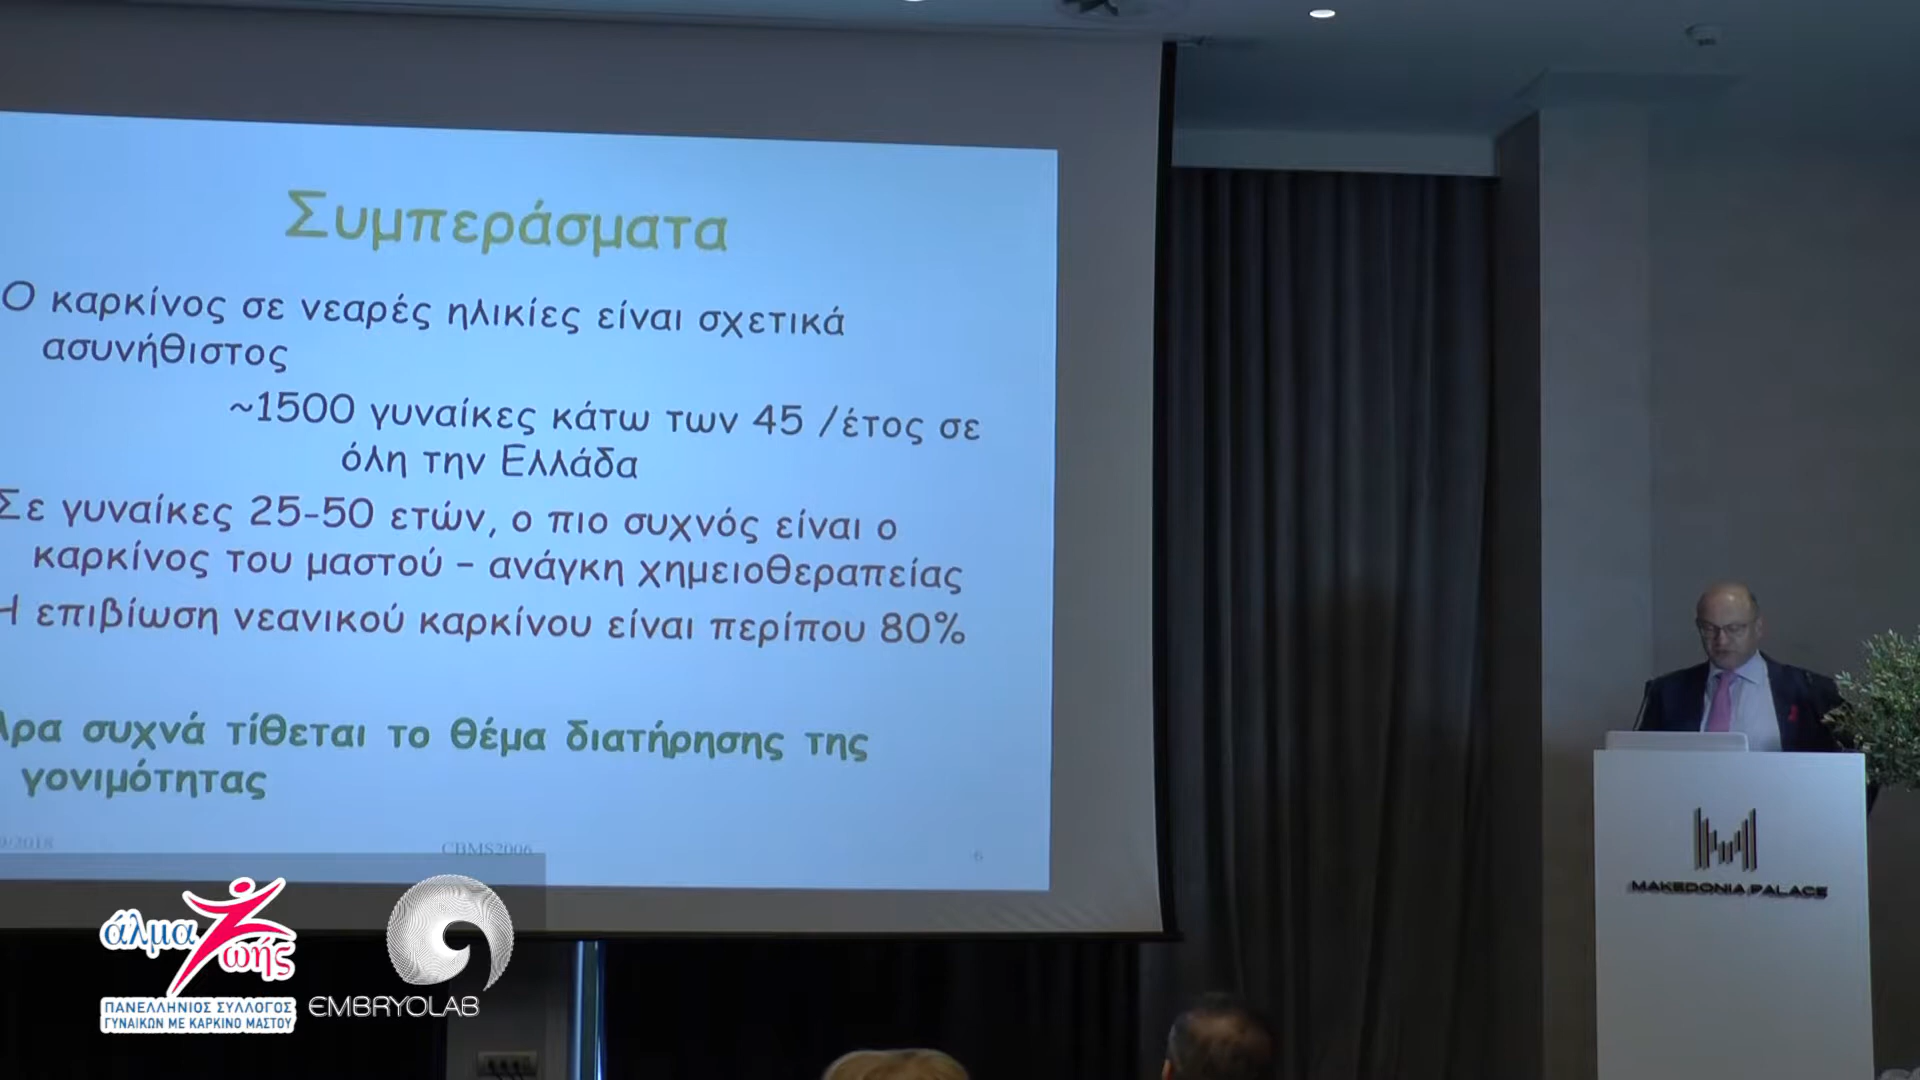 Συμπεράσματα
Ο καρκίνος σε νεαρές ηλικίες είναι σχετικά
ασυνήθιστος
~1500 γυναίκες κάτω των 45 /έτος σε
όλη την Ελλάδα
Σε γυναίκες 25-50 ετών, ο πιο συχνός είναι ο
καρκίνος του μαστού – ανάγκη χημειοθεραπείας
Η επιβίωση νεανικού καρκίνου είναι περίπου 80%
Άρα συχνά τίθεται το θέμα διατήρησης της
γονιμότητας
/2018
CBMS2006
6
άλμα
ζωής
ΠΑΝΕΛΛΗΝΙΟΣ ΣΥΛΛΟΓΟΣ
ΓΥΝΑΙΚΩΝ ΜΕ ΚΑΡΚΙΝΟ ΜΑΣΤΟΥ
EMBRYOLAB
MAKEDONIA PALACE